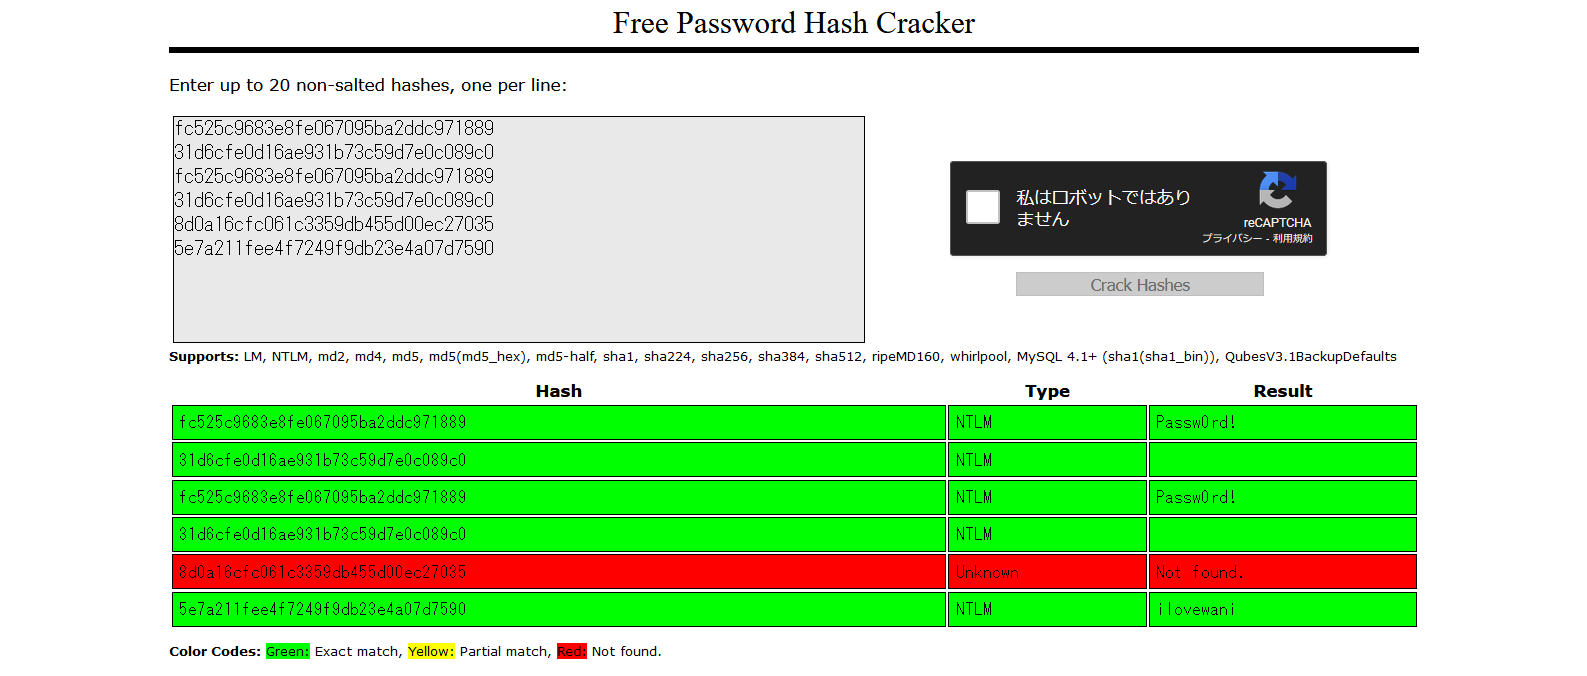 Free Password Hash Cracker
Enter up to 20 non-salted hashes, one per line:
fc525c9683e8fe067095ba2ddc971889
31d6cfe0d16ae931b73c59d7e0c089c0
fc525c9683e8fe067095ba2ddc971889
31d6cfe0d16ae931b73c59d7e0c089c0
8d0a16cfc061c3359db455d00ec27035
5e7a211fee4f7249f9db23e4a07d7590
私はロボットではあり
ません
reCAPTCHA
プライバシー - 利用規約
Crack Hashes
Supports: LM, NTLM, md2, md4, md5, md5(md5_hex), md5-half, sha1, sha224, sha256, sha384, sha512, ripeMD160, whirlpool, MySQL 4.1+ (sha1(sha1_bin)), QubesV3.1BackupDefaults
Hash Type Result
fc525c9683e8fe067095ba2ddc971889 NTLM Passw0rd!
31d6cfe0d16ae931b73c59d7e0c089c0 NTLM
fc525c9683e8fe067095ba2ddc971889 NTLM Passw0rd!
31d6cfe0d16ae931b73c59d7e0c089c0 NTLM
8d0a16cfc061c3359db455d00ec27035 Unknown Not found.
5e7a211fee4f7249f9db23e4a07d7590 NTLM ilovewani
Color Codes: Green: Exact match, Yellow: Partial match, Red: Not found.